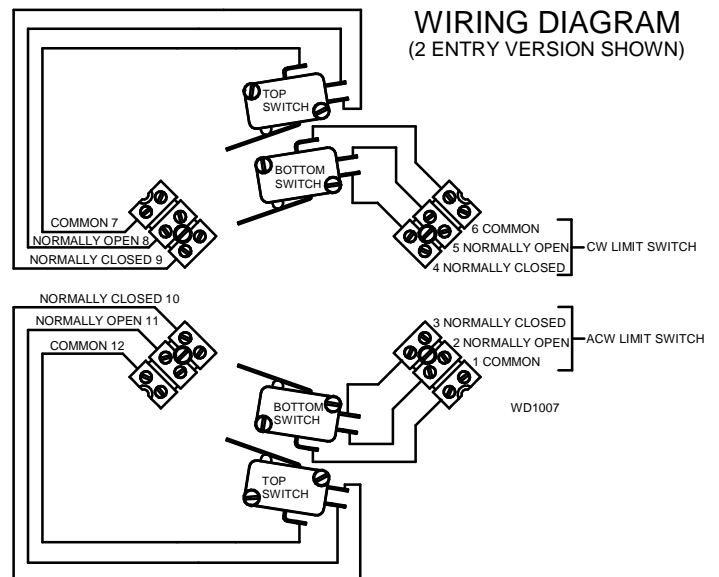 WIRING DIAGRAM
(2 ENTRY VERSION SHOWN)
TOP
SWITCH
BOTTOM
SWITCH
COMMON 7
NORMALLY OPEN 8
NORMALLY CLOSED 9
6 COMMON
5 NORMALLY OPEN
4 NORMALLY CLOSED
CW LIMIT SWITCH
NORMALLY CLOSED 10
NORMALLY OPEN 11
COMMON 12
3 NORMALLY CLOSED
2 NORMALLY OPEN
1 COMMON
ACW LIMIT SWITCH
WD1007
BOTTOM
SWITCH
TOP
SWITCH